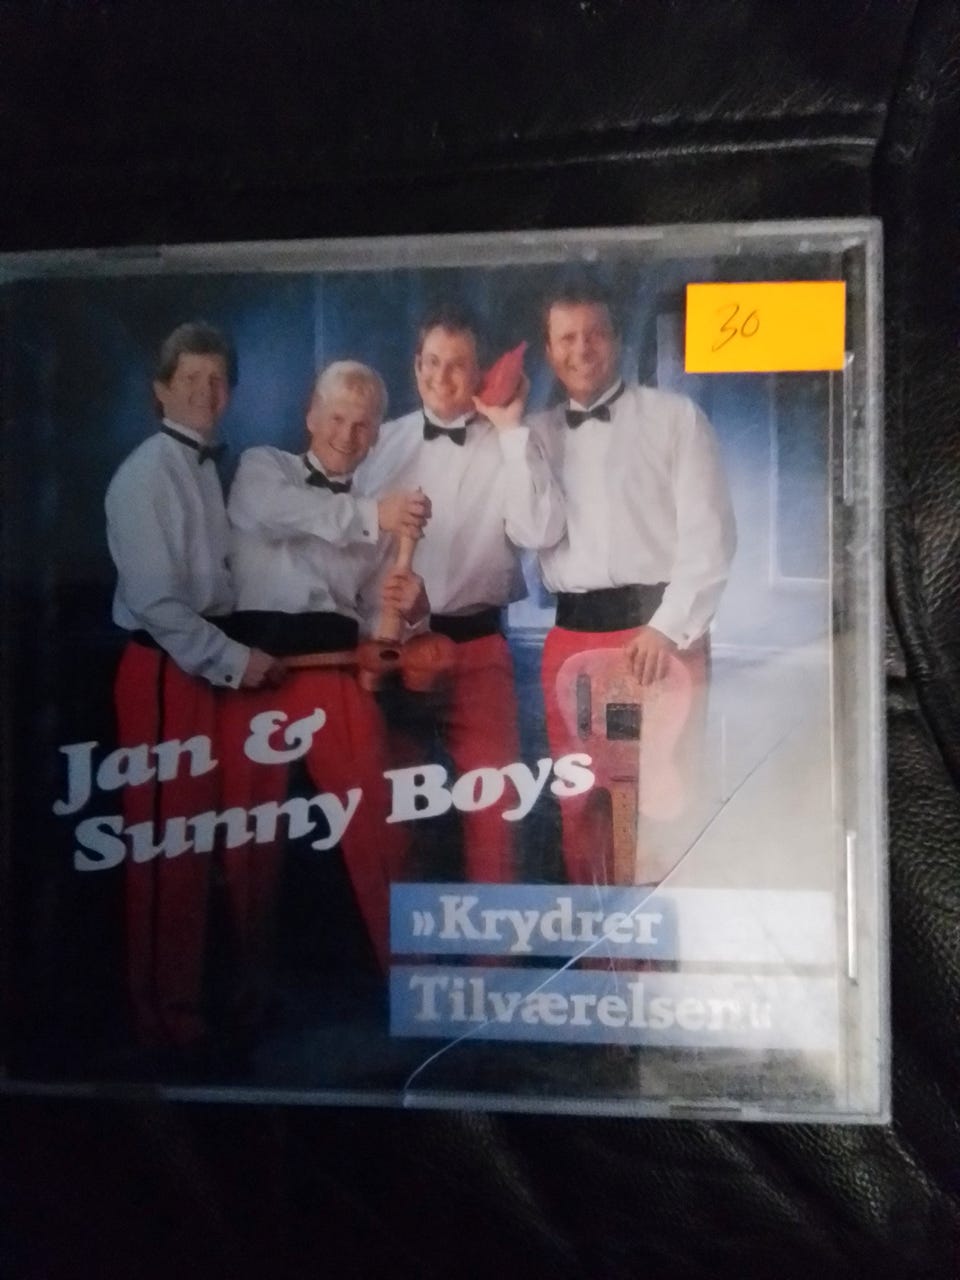 30
Jan &
Sunny Boys
»Krydrer
Tilværelsen«